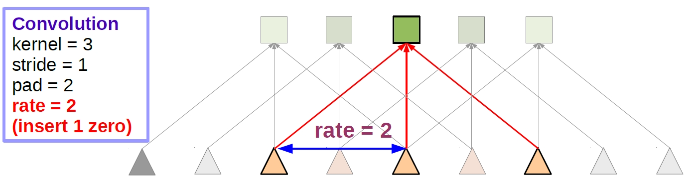 Convolution
kernel = 3
stride = 1
pad = 2
rate = 2
(insert 1 zero)
rate = 2